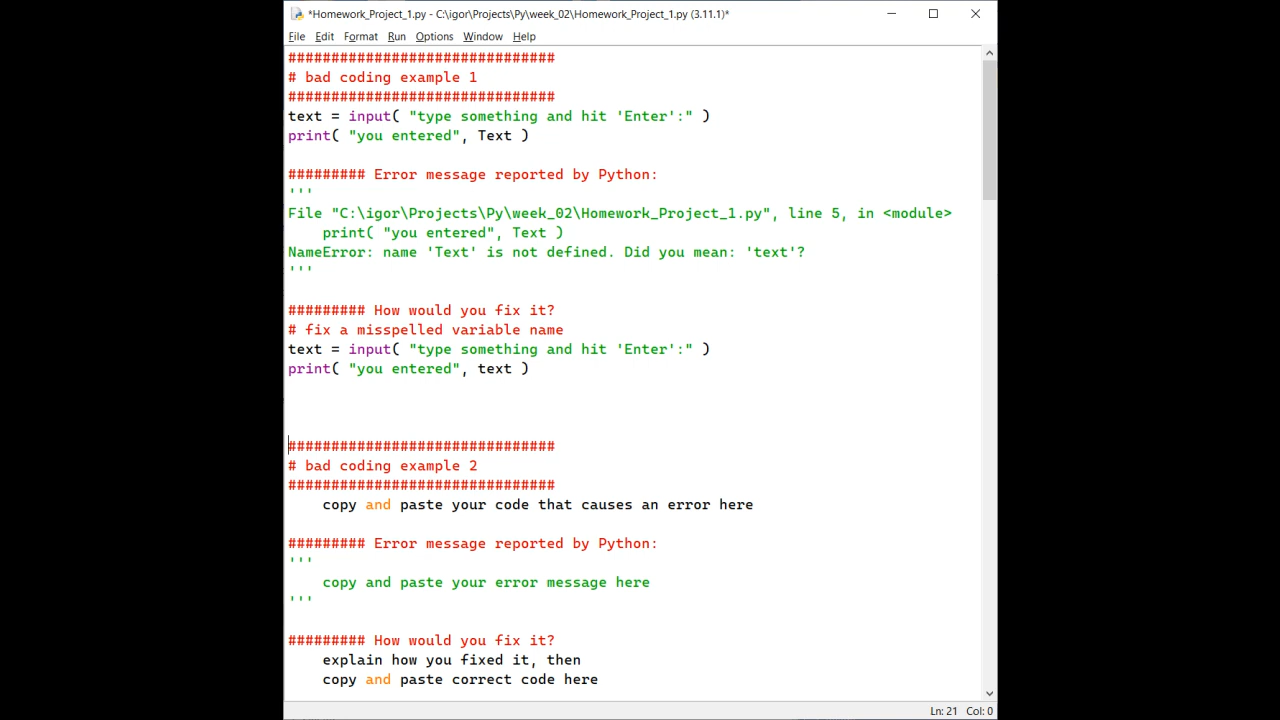 *Homework_Project_1.py - C:\igor\Projects\Py\week_02\Homework_Project_1.py (3.11.1)*
File Edit Format Run Options Window Help
###############################
# bad coding example 1
###############################
text = input( "type something and hit 'Enter':" )
print( "you entered", Text )
######### Error message reported by Python:
'''
File "C:\igor\Projects\Py\week_02\Homework_Project_1.py", line 5, in <module>
    print( "you entered", Text )
NameError: name 'Text' is not defined. Did you mean: 'text'?
'''
######### How would you fix it?
# fix a misspelled variable name
text = input( "type something and hit 'Enter':" )
print( "you entered", text )
###############################
# bad coding example 2
###############################
    copy and paste your code that causes an error here
######### Error message reported by Python:
'''
    copy and paste your error message here
'''
######### How would you fix it?
    explain how you fixed it, then
    copy and paste correct code here
Ln: 21 Col: 0